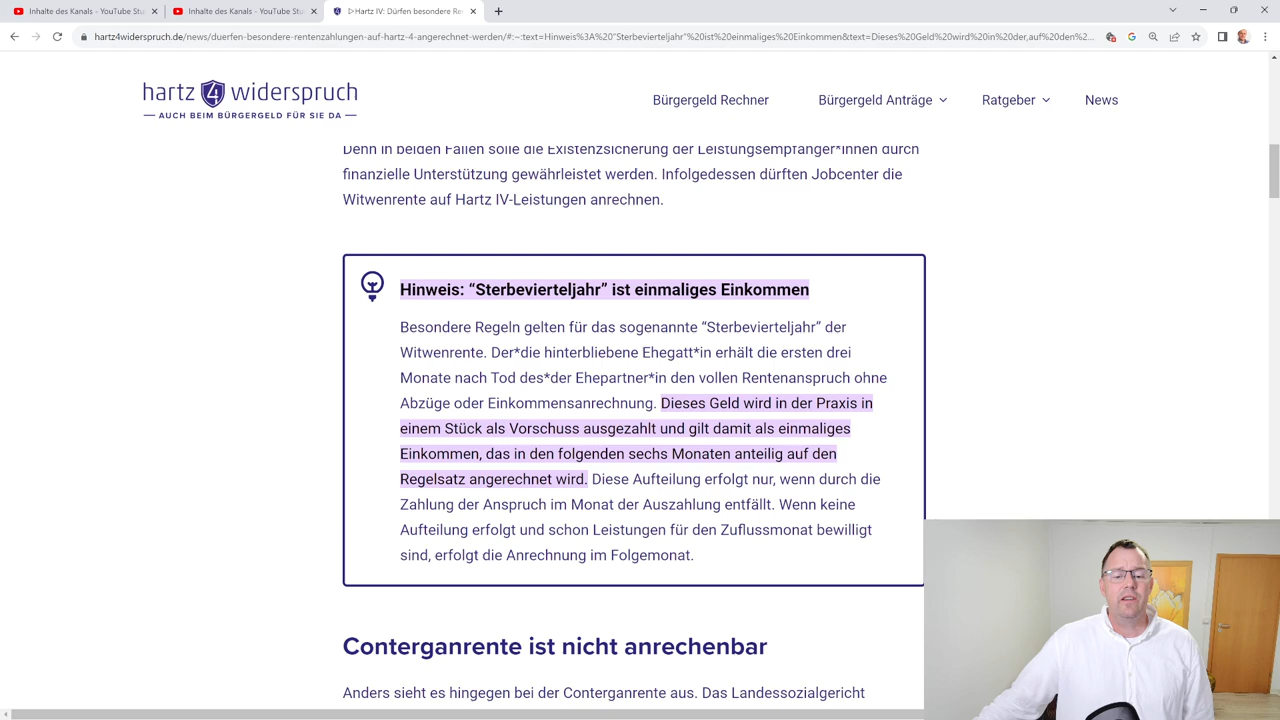 Inhalte des Kanals - YouTube Stu
Inhalte des Kanals - YouTube Stu
▷Hartz IV: Dürfen besondere Re
hartz4widerspruch.de/news/duerfen-besondere-rentenzahlungen-auf-hartz-4-angerechnet-werden/#:~:text=Hinweis%3A%20"Sterbevierteljahr"%20ist%20einmaliges%20Einkommen&text=Dieses%20Geld%20wird%20in%20der,auf%20den%2...
hartz 4 widerspruch
— AUCH BEIM BÜRGERGELD FÜR SIE DA —
Bürgergeld Rechner
Bürgergeld Anträge
Ratgeber
News
Denn in beiden Fällen solle die Existenzsicherung der Leistungsempfänger*innen durch
finanzielle Unterstützung gewährleistet werden. Infolgedessen dürften Jobcenter die
Witwenrente auf Hartz IV-Leistungen anrechnen.
Hinweis: “Sterbevierteljahr” ist einmaliges Einkommen
Besondere Regeln gelten für das sogenannte “Sterbevierteljahr” der
Witwenrente. Der*die hinterbliebene Ehegatt*in erhält die ersten drei
Monate nach Tod des*der Ehepartner*in den vollen Rentenanspruch ohne
Abzüge oder Einkommensanrechnung. Dieses Geld wird in der Praxis in
einem Stück als Vorschuss ausgezahlt und gilt damit als einmaliges
Einkommen, das in den folgenden sechs Monaten anteilig auf den
Regelsatz angerechnet wird. Diese Aufteilung erfolgt nur, wenn durch die
Zahlung der Anspruch im Monat der Auszahlung entfällt. Wenn keine
Aufteilung erfolgt und schon Leistungen für den Zuflussmonat bewilligt
sind, erfolgt die Anrechnung im Folgemonat.
Conterganrente ist nicht anrechenbar
Anders sieht es hingegen bei der Conterganrente aus. Das Landessozialgericht